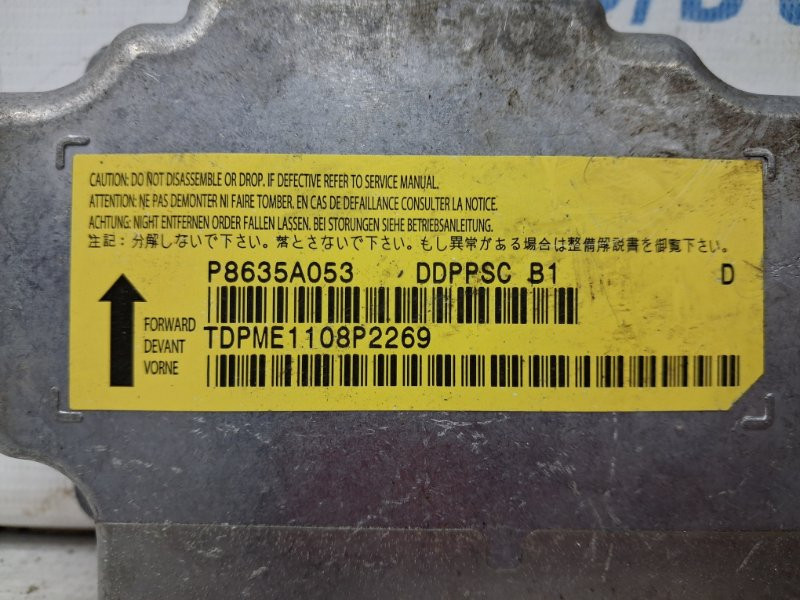 CAUTION: DO NOT DISASSEMBLE OR DROP. IF DEFECTIVE REFER TO SERVICE MANUAL.
ATTENTION: NE PAS DEMONTER NI FAIRE TOMBER. EN CAS DE DEFAILLANCE CONSULTER LA NOTICE.
ACHTUNG: NIGHT ENTFERNEN ORDER FALLEN LASSEN. BEI STORUNGEN SIEHE BETRIEBSANLEITUNG.
注記：分解しないで下さい。落とさないで下さい。もし異常がある場合は整備解説書を御覧下さい。
P8635A053 DDPPSC B1 D
FORWARD
TDPME1108P2269
DEVANT
VORNE